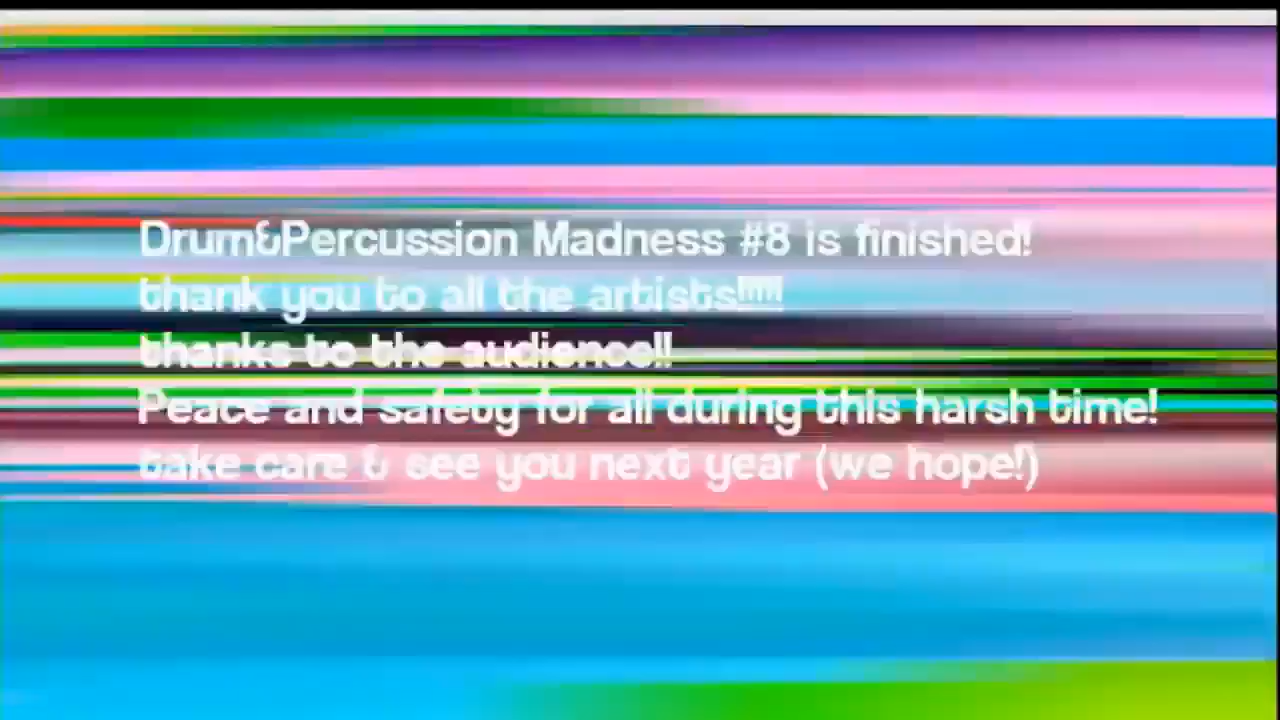 Drum&Percussion Madness #8 is finished!
thank you to all the artists!!!!!
thanks to the audience!!
Peace and safety for all during this harsh time!
take care & see you next year (we hope!)